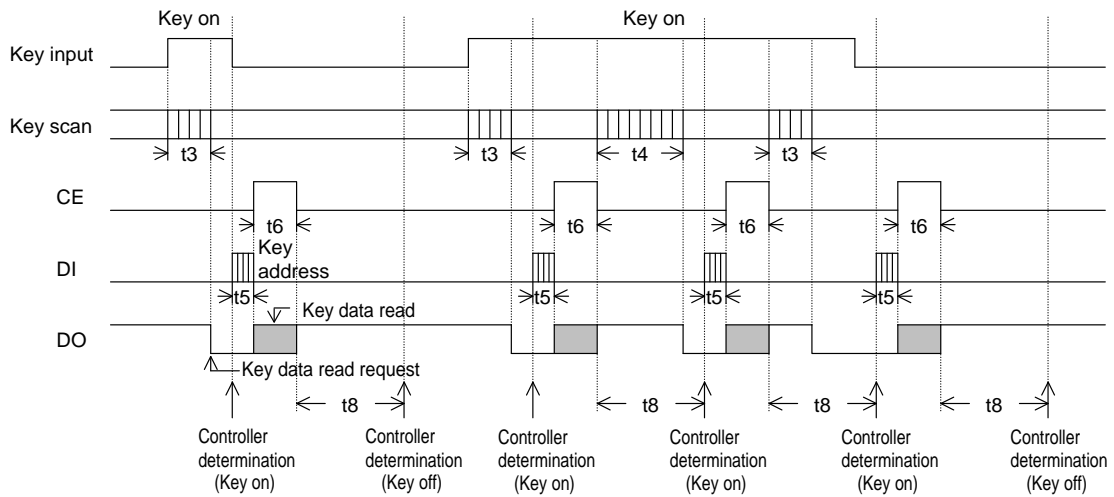 Key on
Key on
Key input
Key scan
t3
t3
t4
t3
CE
t6
t6
t6
t6
DI
Key
address
t5
t5
t5
t5
Key data read
DO
Key data read request
t8
t8
t8
t8
Controller
determination
(Key on)
Controller
determination
(Key off)
Controller
determination
(Key on)
Controller
determination
(Key on)
Controller
determination
(Key on)
Controller
determination
(Key off)